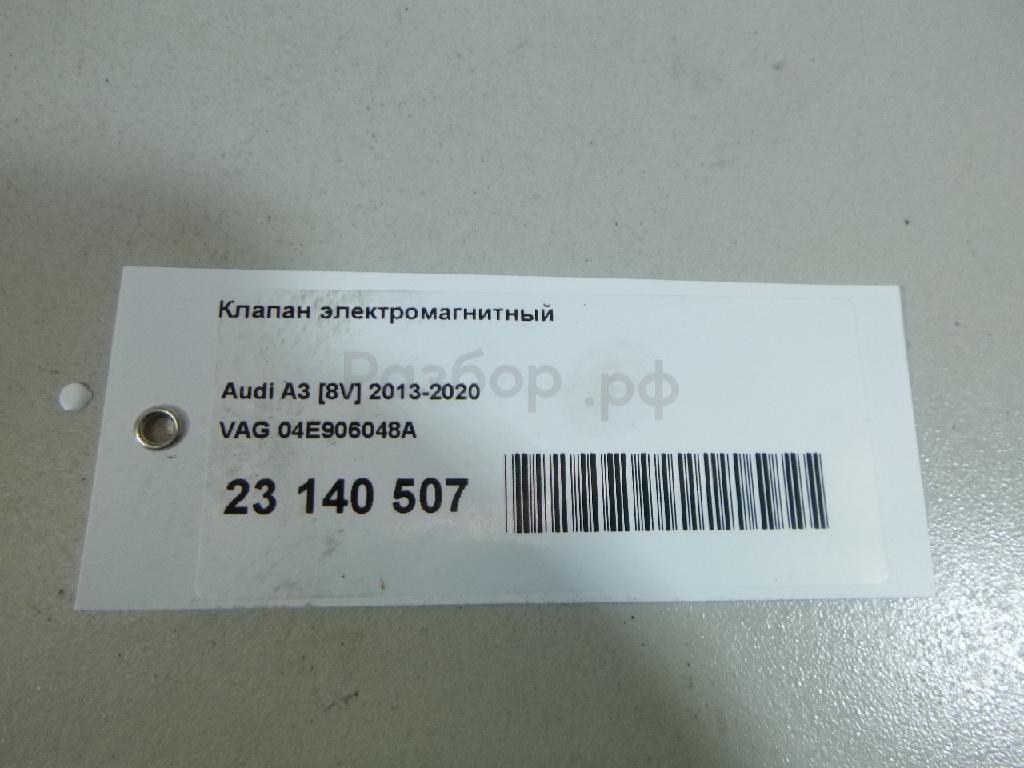 Клапан электромагнитный
Разбор.рф
Audi A3 [8V] 2013-2020
VAG 04E906048A
23 140 507